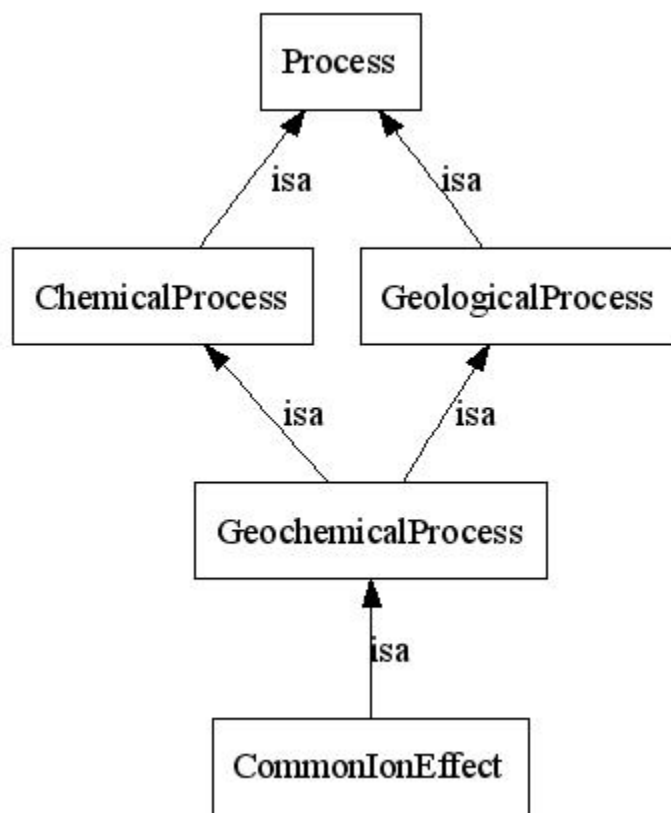 Process
isa
isa
ChemicalProcess
GeologicalProcess
isa
isa
GeochemicalProcess
isa
CommonIonEffect